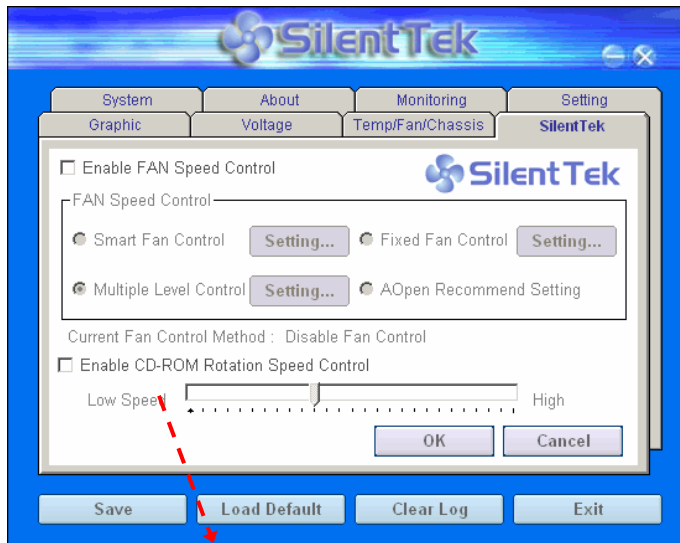 SilentTek
System About Monitoring Setting
Graphic Voltage Temp/Fan/Chassis SilentTek
Enable FAN Speed Control
SilentTek
FAN Speed Control
Smart Fan Control Setting... Fixed Fan Control Setting...
Multiple Level Control Setting... AOpen Recommend Setting
Current Fan Control Method : Disable Fan Control
Enable CD-ROM Rotation Speed Control
Low Speed High
OK Cancel
Save Load Default Clear Log Exit